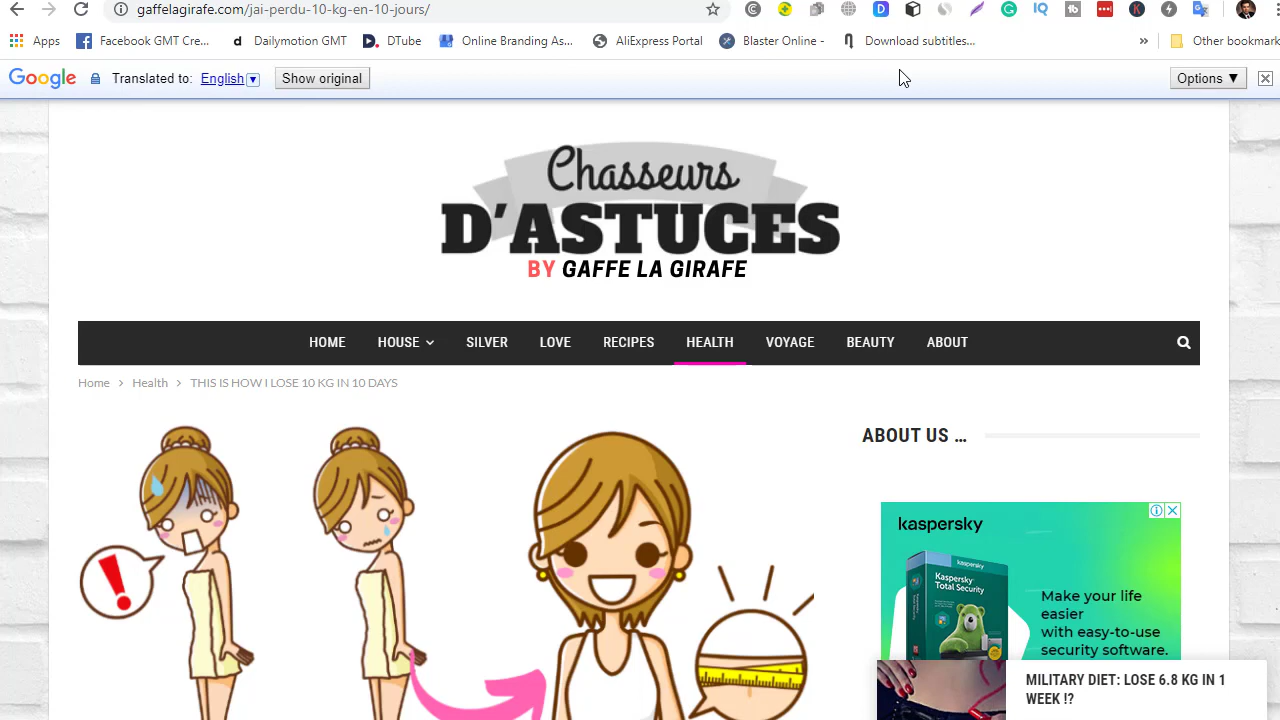 gaffelagirafe.com/jai-perdu-10-kg-en-10-jours/
Apps Facebook GMT Cre... Dailymotion GMT DTube Online Branding As... AliExpress Portal Blasteronline - Download subtitles... » Other bookmark
Google Translated to: English Show original Options ▼
Chasseurs
D'ASTUCES
BY GAFFE LA GIRAFE
HOME HOUSE SILVER LOVE RECIPES HEALTH VOYAGE BEAUTY ABOUT
Home > Health > THIS IS HOW I LOSE 10 KG IN 10 DAYS
ABOUT US ...
kaspersky
kaspersky
Kaspersky
Total Security
Make your life
easier
with easy-to-use
security software.
MILITARY DIET: LOSE 6.8 KG IN 1
WEEK !?